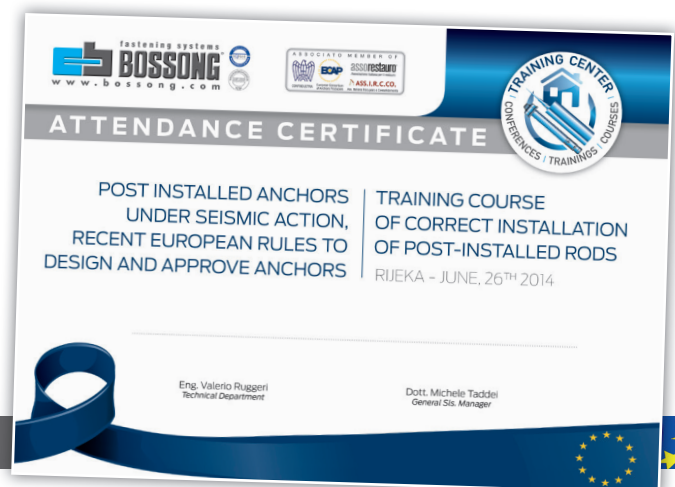 fastening systems
BOSSONG
www.bossong.com
ASSOCIATO MEMBER OF
ECAP
assorestauro
ASS.I.R.C.CO.
TRAINING CENTER
CONFERENCES | TRAININGS | COURSES
ATTENDANCE CERTIFICATE
POST INSTALLED ANCHORS
UNDER SEISMIC ACTION,
RECENT EUROPEAN RULES TO
DESIGN AND APPROVE ANCHORS
TRAINING COURSE
OF CORRECT INSTALLATION
OF POST-INSTALLED RODS
RIJEKA - JUNE, 26TH 2014
Eng. Valerio Ruggeri
Technical Department
Dott. Michele Taddei
General Sls. Manager